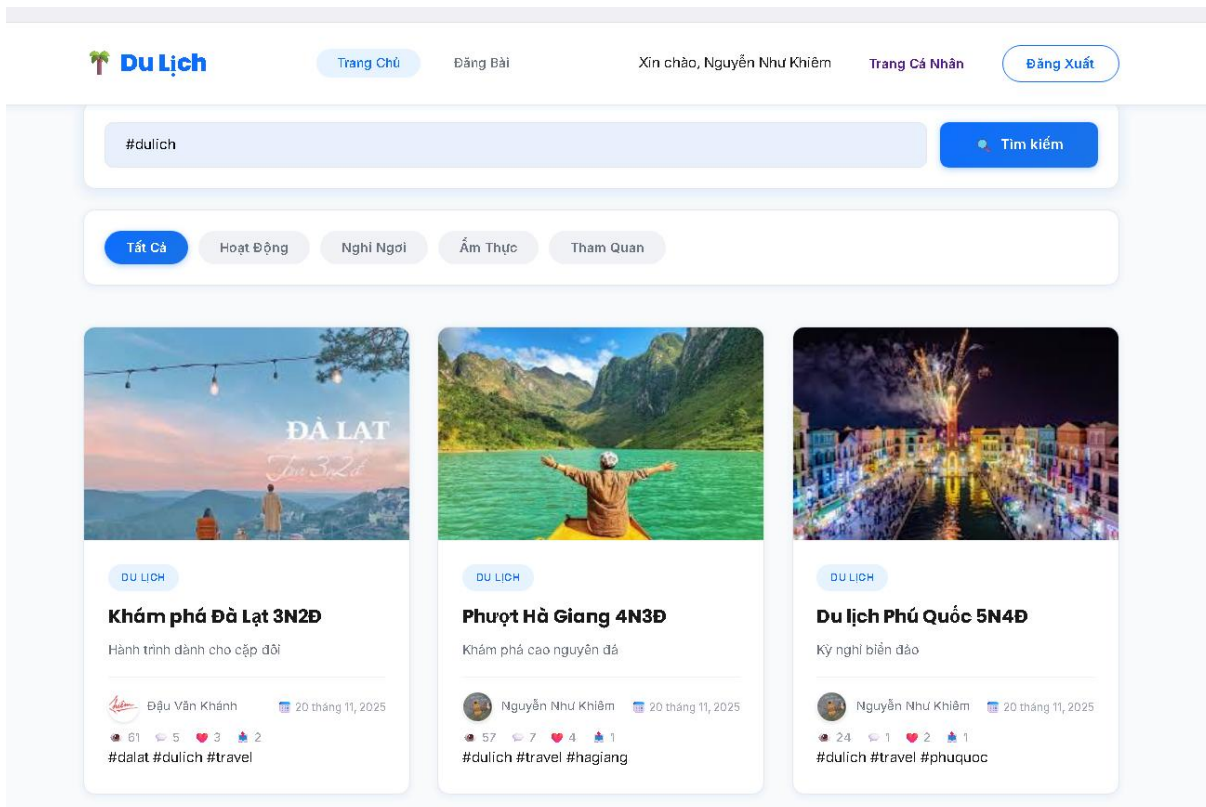 Du Lịch
Trang Chủ
Đăng Bài
Xin chào, Nguyễn Như Khiêm
Trang Cá Nhân
Đăng Xuất
#dulich
Tìm kiếm
Tất Cả
Hoạt Động
Nghỉ Ngơi
Ẩm Thực
Tham Quan
ĐÀ LẠT
Tour 3n2đ
DU LỊCH
Khám phá Đà Lạt 3N2Đ
Hành trình dành cho cặp đôi
Đậu Văn Khánh
20 tháng 11, 2025
61 5 3 2
#dalat #dulich #travel
DU LỊCH
Phượt Hà Giang 4N3Đ
Khám phá cao nguyên đá
Nguyễn Như Khiêm
20 tháng 11, 2025
57 7 4 1
#dulich #travel #hagiang
DU LỊCH
Du lịch Phú Quốc 5N4Đ
Kỳ nghỉ biển đảo
Nguyễn Như Khiêm
20 tháng 11, 2025
24 1 2 1
#dulich #travel #phuquoc